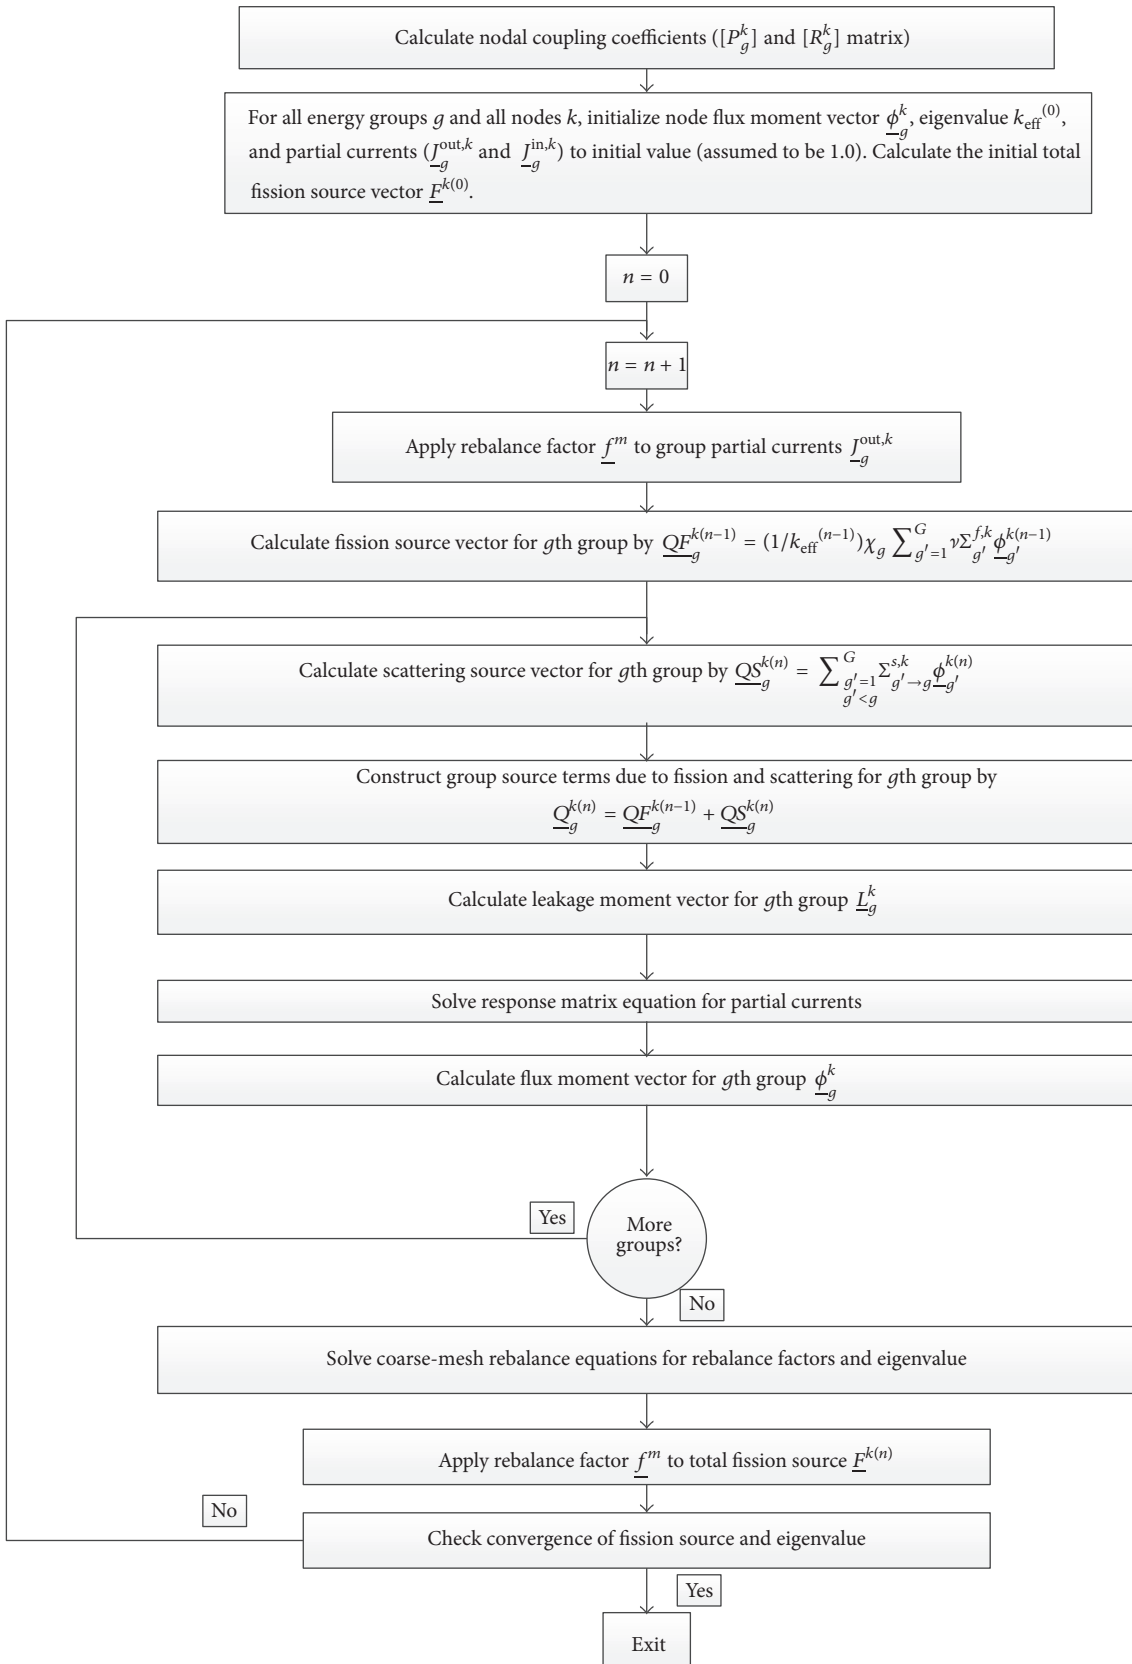 Calculate nodal coupling coefficients ([P_g^k] and [R_g^k] matrix)
For all energy groups g and all nodes k, initialize node flux moment vector ϕ_g^k, eigenvalue k_eff^(0),
and partial currents (J_g^{out,k} and J_g^{in,k}) to initial value (assumed to be 1.0). Calculate the initial total
fission source vector F^{k(0)}.
n = 0
n = n + 1
Apply rebalance factor f^m to group partial currents J_g^{out,k}
Calculate fission source vector for gth group by QF_g^{k(n−1)} = (1/k_eff^(n−1))χ_g ∑_{g′=1}^G νΣ_{g′}^{f,k} ϕ_{g′}^{k(n−1)}
Calculate scattering source vector for gth group by QS_g^{k(n)} = ∑_{g′=1, g′<g}^G Σ_{g′→g}^{s,k} ϕ_{g′}^{k(n)}
Construct group source terms due to fission and scattering for gth group by
Q_g^{k(n)} = QF_g^{k(n−1)} + QS_g^{k(n)}
Calculate leakage moment vector for gth group L_g^k
Solve response matrix equation for partial currents
Calculate flux moment vector for gth group ϕ_g^k
Yes
More
groups?
No
Solve coarse-mesh rebalance equations for rebalance factors and eigenvalue
Apply rebalance factor f^m to total fission source F^{k(n)}
No
Check convergence of fission source and eigenvalue
Yes
Exit